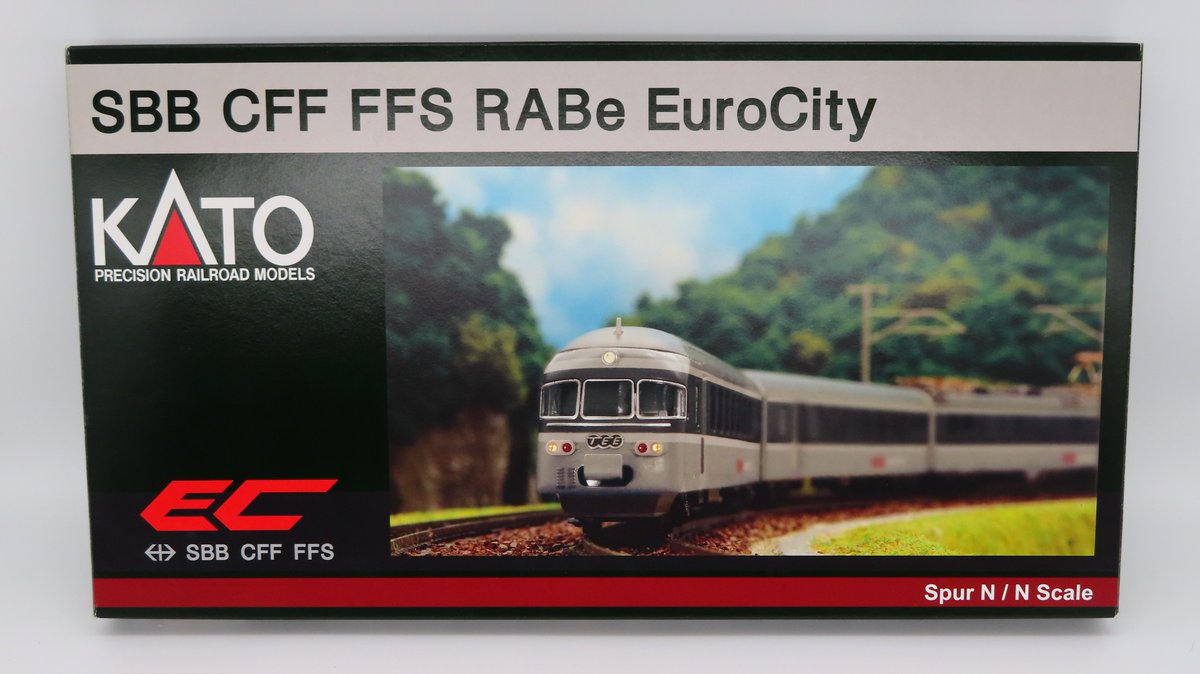 SBB CFF FFS RABe EuroCity
KATO
PRECISION RAILROAD MODELS
TEE
EC
SBB CFF FFS
Spur N / N Scale